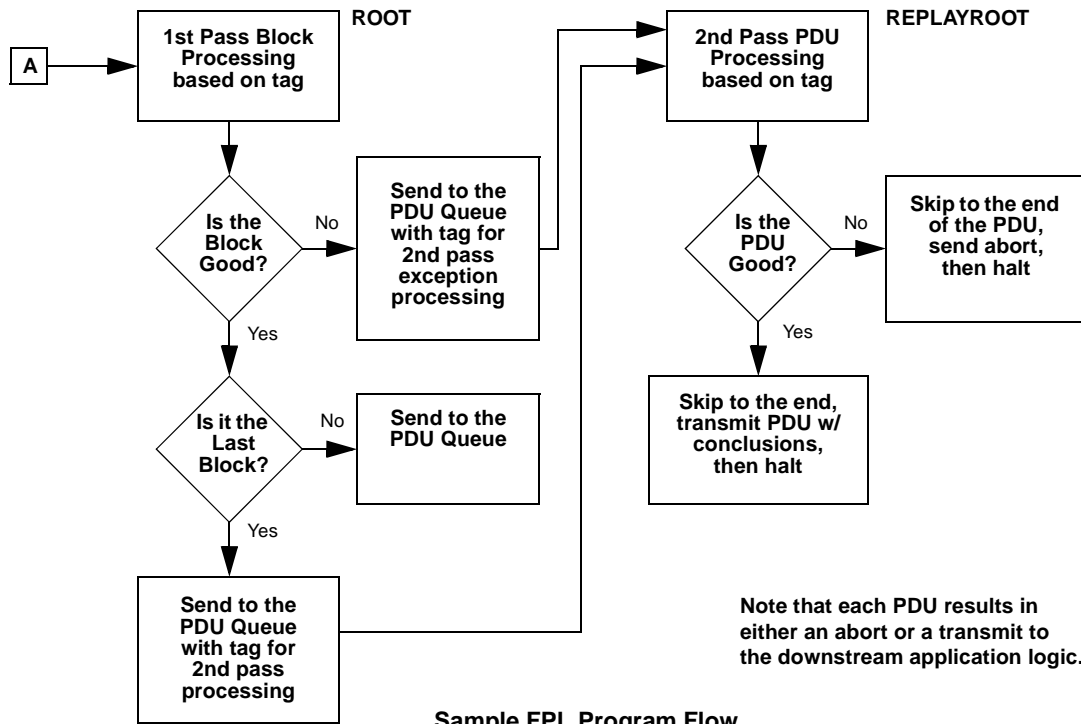 ROOT
REPLAYROOT
A
1st Pass Block
Processing
based on tag
2nd Pass PDU
Processing
based on tag
Is the
Block
Good?
No
Send to the
PDU Queue
with tag for
2nd pass
exception
processing
Is the
PDU
Good?
No
Skip to the end
of the PDU,
send abort,
then halt
Yes
Yes
Is it the
Last
Block?
No
Send to the
PDU Queue
Skip to the end,
transmit PDU w/
conclusions,
then halt
Yes
Send to the
PDU Queue
with tag for
2nd pass
processing
Note that each PDU results in
either an abort or a transmit to
the downstream application logic.
Sample FPL Program Flow